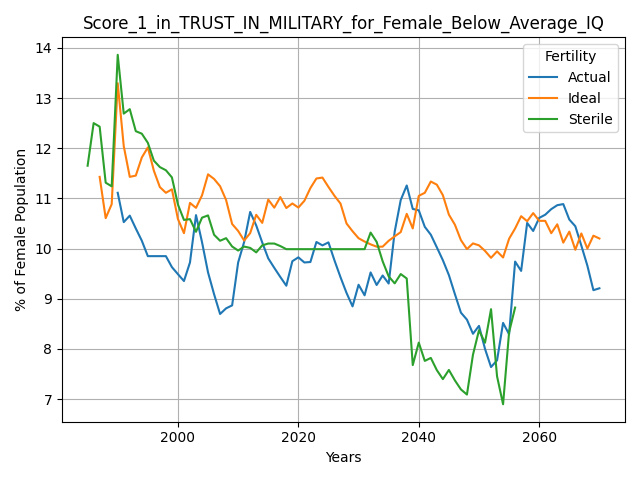 Score_1_in_TRUST_IN_MILITARY_for_Female_Below_Average_IQ
Fertility
Actual
Ideal
Sterile
% of Female Population
14
13
12
11
10
9
8
7
2000
2020
2040
2060
Years